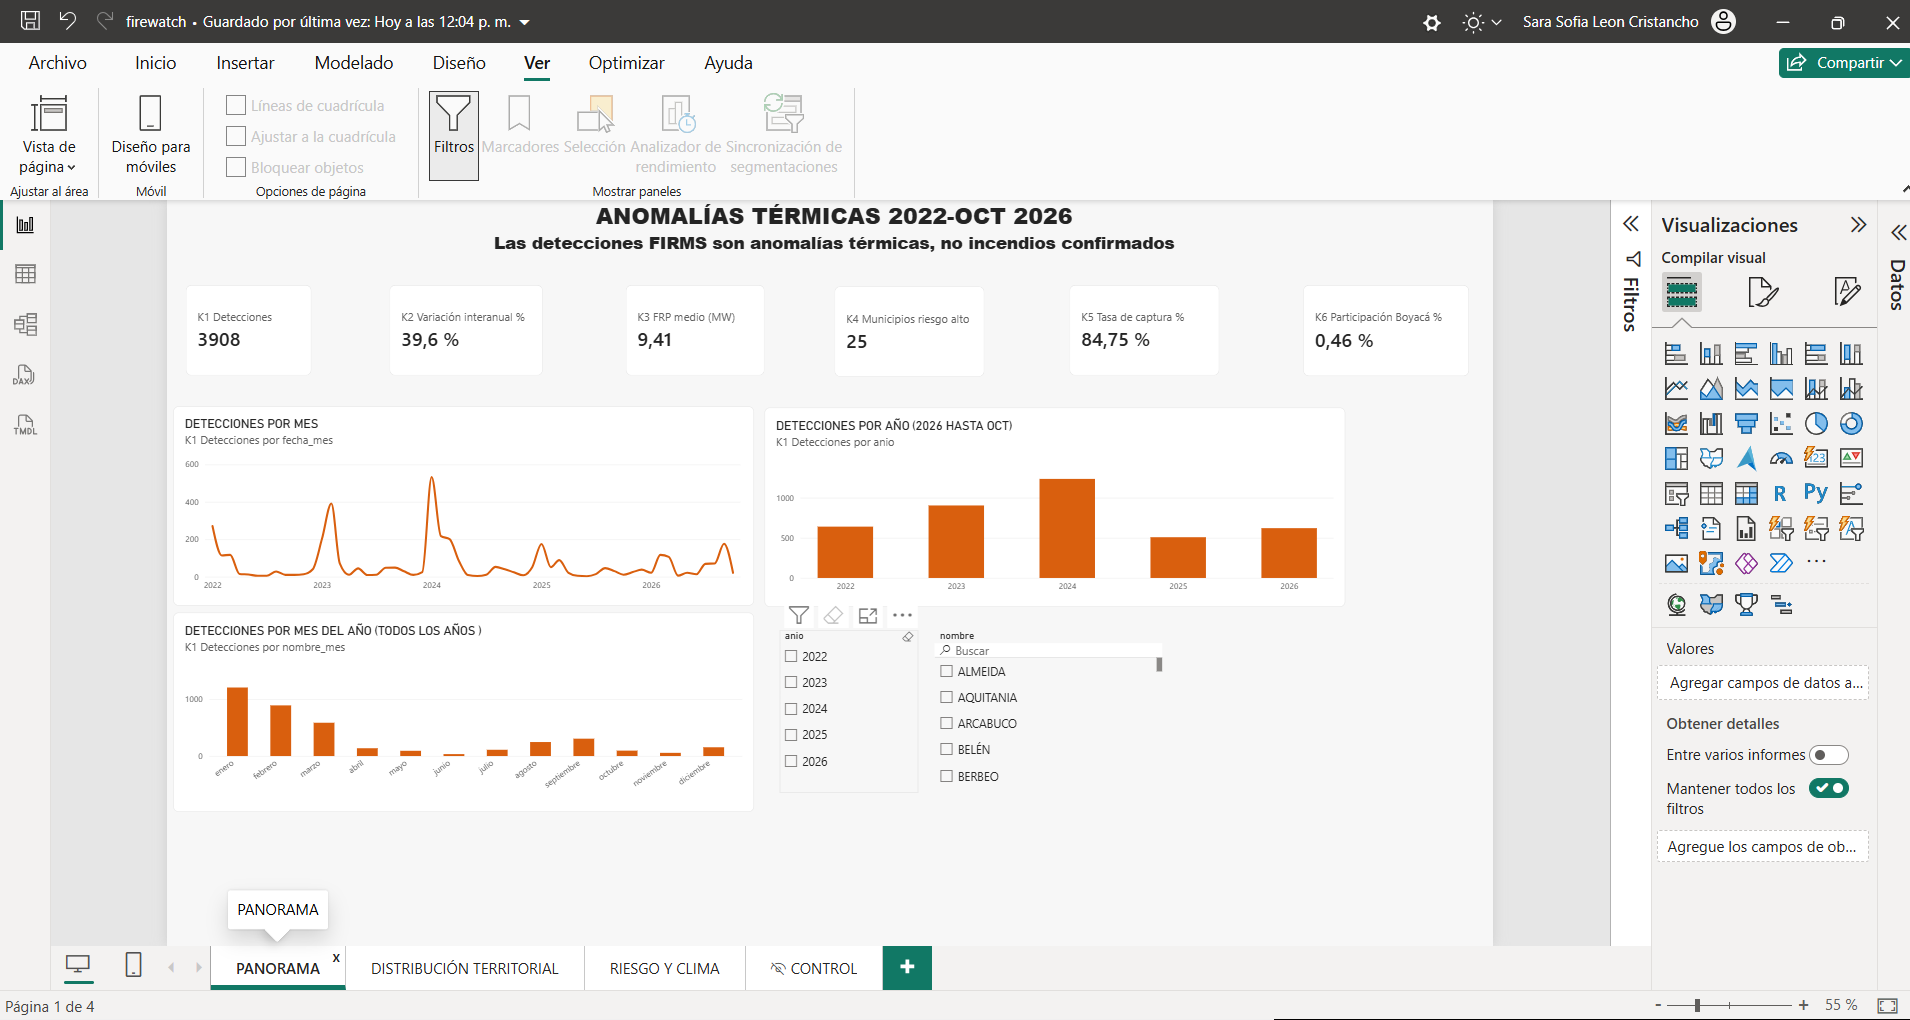 firewatch • Guardado por última vez: Hoy a las 12:04 p. m.
Sara Sofia Leon Cristancho
Archivo
Inicio
Insertar
Modelado
Diseño
Ver
Optimizar
Ayuda
Compartir
Vista de
página
Ajustar al área
Diseño para
móviles
Móvil
Líneas de cuadrícula
Ajustar a la cuadrícula
Bloquear objetos
Opciones de página
Filtros
Marcadores
Selección
Analizador de
rendimiento
Sincronización de
segmentaciones
Mostrar paneles
DAX
TMDL
ANOMALÍAS TÉRMICAS 2022-OCT 2026
Las detecciones FIRMS son anomalías térmicas, no incendios confirmados
K1 Detecciones
3908
K2 Variación interanual %
39,6 %
K3 FRP medio (MW)
9,41
K4 Municipios riesgo alto
25
K5 Tasa de captura %
84,75 %
K6 Participación Boyacá %
0,46 %
DETECCIONES POR MES
K1 Detecciones por fecha_mes
600
400
200
0
2022
2023
2024
2025
2026
DETECCIONES POR AÑO (2026 HASTA OCT)
K1 Detecciones por anio
1000
500
0
2022
2023
2024
2025
2026
DETECCIONES POR MES DEL AÑO (TODOS LOS AÑOS )
K1 Detecciones por nombre_mes
1000
0
enero
febrero
marzo
abril
mayo
junio
julio
agosto
septiembre
octubre
noviembre
diciembre
anio
2022
2023
2024
2025
2026
nombre
Buscar
ALMEIDA
AQUITANIA
ARCABUCO
BELÉN
BERBEO
Filtros
Visualizaciones
Compilar visual
123
R
Py
Valores
Agregar campos de datos a...
Obtener detalles
Entre varios informes
Mantener todos los
filtros
Agregue los campos de ob...
Datos
PANORAMA
PANORAMA
x
DISTRIBUCIÓN TERRITORIAL
RIESGO Y CLIMA
CONTROL
+
Página 1 de 4
-
+
55 %